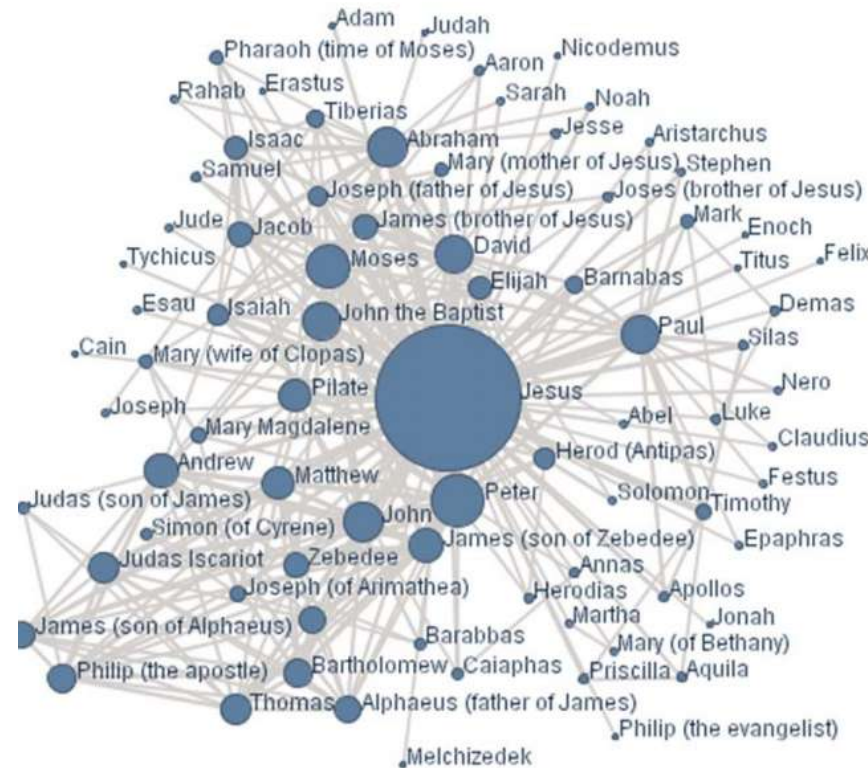 Adam
Judah
Pharaoh (time of Moses)
Nicodemus
Aaron
Erastus
Rahab
Sarah
Noah
Tiberias
Jesse
Aristarchus
Isaac
Abraham
Samuel
Mary (mother of Jesus)
Stephen
Joseph (father of Jesus)
Joses (brother of Jesus)
Jude
Jacob
James (brother of Jesus)
Mark
Enoch
Tychicus
Moses
David
Titus
Felix
Elijah
Barnabas
Esau
Isaiah
John the Baptist
Paul
Demas
Silas
Cain
Mary (wife of Clopas)
Pilate
Jesus
Nero
Joseph
Abel
Luke
Mary Magdalene
Claudius
Andrew
Matthew
Herod (Antipas)
Festus
Judas (son of James)
Peter
Solomon
Timothy
Simon (of Cyrene)
John
James (son of Zebedee)
Epaphras
Judas Iscariot
Zebedee
Annas
Joseph (of Arimathea)
Herodias
Apollos
James (son of Alphaeus)
Martha
Jonah
Barabbas
Mary (of Bethany)
Philip (the apostle)
Bartholomew
Caiaphas
Priscilla
Aquila
Thomas
Alphaeus (father of James)
Philip (the evangelist)
Melchizedek